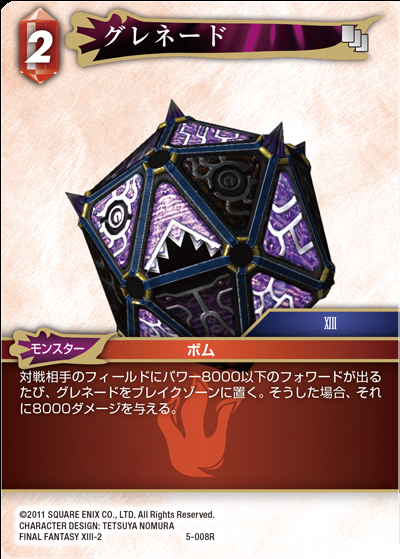 2
グレネード
XIII
モンスター
ボム
対戦相手のフィールドにパワー8000以下のフォワードが出る
たび、グレネードをブレイクゾーンに置く。そうした場合、それ
に8000ダメージを与える。
©2011 SQUARE ENIX CO., LTD. All Rights Reserved.
CHARACTER DESIGN: TETSUYA NOMURA
FINAL FANTASY XIII-2 5-008R